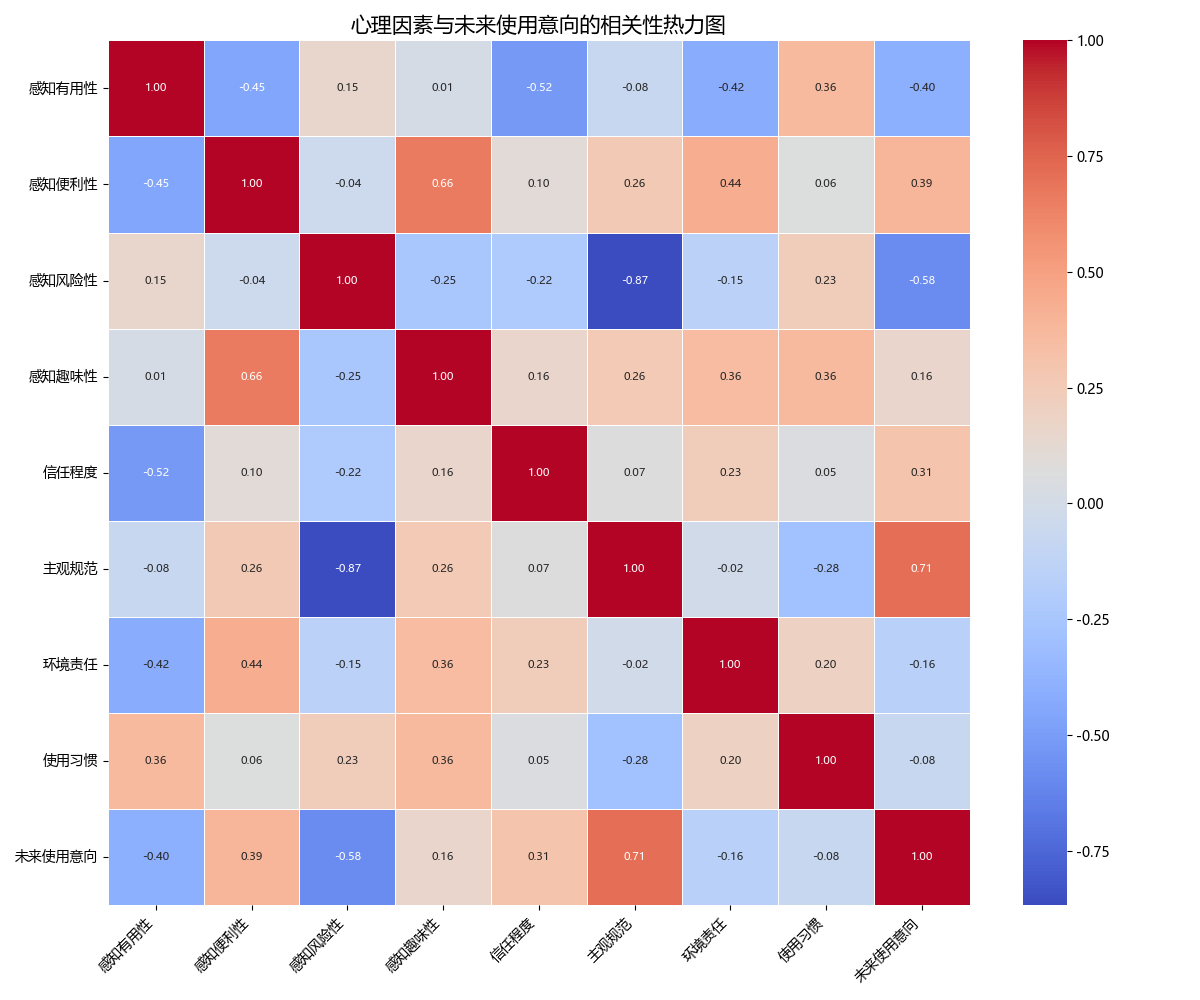 心理因素与未来使用意向的相关性热力图
感知有用性 1.00 -0.45 0.15 0.01 -0.52 -0.08 -0.42 0.36 -0.40
感知便利性 -0.45 1.00 -0.04 0.66 0.10 0.26 0.44 0.06 0.39
感知风险性 0.15 -0.04 1.00 -0.25 -0.22 -0.87 -0.15 0.23 -0.58
感知趣味性 0.01 0.66 -0.25 1.00 0.16 0.26 0.36 0.36 0.16
信任程度 -0.52 0.10 -0.22 0.16 1.00 0.07 0.23 0.05 0.31
主观规范 -0.08 0.26 -0.87 0.26 0.07 1.00 -0.02 -0.28 0.71
环境责任 -0.42 0.44 -0.15 0.36 0.23 -0.02 1.00 0.20 -0.16
使用习惯 0.36 0.06 0.23 0.36 0.05 -0.28 0.20 1.00 -0.08
未来使用意向 -0.40 0.39 -0.58 0.16 0.31 0.71 -0.16 -0.08 1.00
感知有用性 感知便利性 感知风险性 感知趣味性 信任程度 主观规范 环境责任 使用习惯 未来使用意向
1.00
0.75
0.50
0.25
0.00
-0.25
-0.50
-0.75